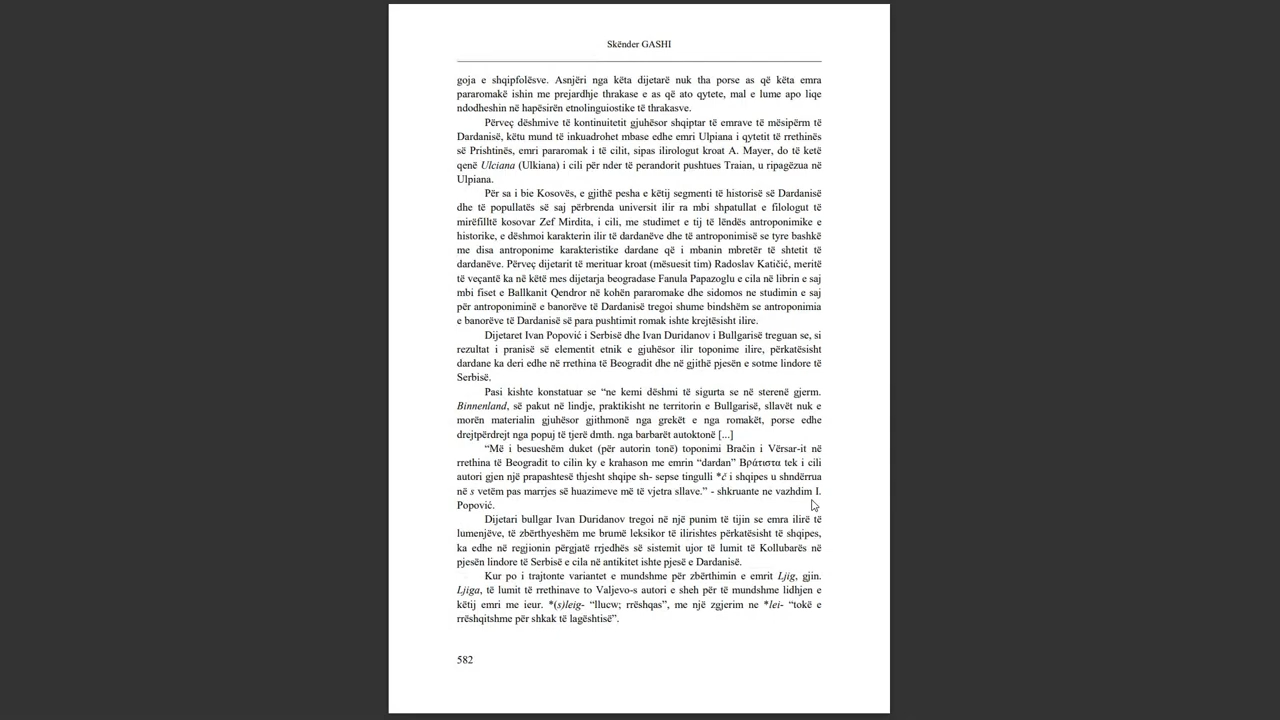 Skënder GASHI
goja e shqipfolësve. Asnjëri nga këta dijetarë nuk tha porse as që këta emra
pararomakë ishin me prejardhje thrakase e as që ato qytete, mal e lume apo liqe
ndodheshin në hapësirën etnolinguiostike të thrakasve.
Përveç dëshmive të kontinuitetit gjuhësor shqiptar të emrave të mësipërm të
Dardanisë, këtu mund të inkuadrohet mbase edhe emri Ulpiana i qytetit të rrethinës
së Prishtinës, emri pararomak i të cilit, sipas ilirologut kroat A. Mayer, do të ketë
qenë Ulciana (Ulkiana) i cili për nder të perandorit pushtues Traian, u ripagëzua në
Ulpiana.
Për sa i bie Kosovës, e gjithë pesha e këtij segmenti të historisë së Dardanisë
dhe të popullatës së saj përbrenda universit ilir ra mbi shpatullat e filologut të
mirëfilltë kosovar Zef Mirdita, i cili, me studimet e tij të lëndës antroponimike e
historike, e dëshmoi karakterin ilir të dardanëve dhe të antroponimisë se tyre bashkë
me disa antroponime karakteristike dardane që i mbanin mbretër të shtetit të
dardanëve. Përveç dijetarit të merituar kroat (mësuesit tim) Radoslav Katičić, meritë
të veçantë ka në këtë mes dijetarja beogradase Fanula Papazoglu e cila në librin e saj
mbi fiset e Ballkanit Qendror në kohën pararomake dhe sidomos ne studimin e saj
për antroponiminë e banorëve të Dardanisë tregoi shume bindshëm se antroponimia
e banorëve të Dardanisë së para pushtimit romak ishte krejtësisht ilire.
Dijetaret Ivan Popović i Serbisë dhe Ivan Duridanov i Bullgarisë treguan se, si
rezultat i pranisë së elementit etnik e gjuhësor ilir toponime ilire, përkatësisht
dardane ka deri edhe në rrethina të Beogradit dhe në gjithë pjesën e sotme lindore të
Serbisë.
Pasi kishte konstatuar se “ne kemi dëshmi të sigurta se në sterenë gjerm.
Binnenland, së pakut në lindje, praktikisht ne territorin e Bullgarisë, sllavët nuk e
morën materialin gjuhësor gjithmonë nga grekët e nga romakët, porse edhe
drejtpërdrejt nga popuj të tjerë dmth. nga barbarët autoktonë [...]
“Më i besueshëm duket (për autorin tonë) toponimi Bračin i Vërsar-it në
rrethina të Beogradit to cilin ky e krahason me emrin “dardan” Βράτιστα tek i cili
autori gjen një prapashtesë thjesht shqipe sh- sepse tingulli *č i shqipes u shndërrua
në s vetëm pas marrjes së huazimeve më të vjetra sllave.” - shkruante ne vazhdim I.
Popović.
Dijetari bullgar Ivan Duridanov tregoi në një punim të tijin se emra ilirë të
lumenjëve, të zbërthyeshëm me brumë leksikor të ilirishtes përkatësisht të shqipes,
ka edhe në regjionin përgjatë rrjedhës së sistemit ujor të lumit të Kollubarës në
pjesën lindore të Serbisë e cila në antikitet ishte pjesë e Dardanisë.
Kur po i trajtonte variantet e mundshme për zbërthimin e emrit Ljig, gjin.
Ljiga, të lumit të rrethinave to Valjevo-s autori e sheh për të mundshme lidhjen e
këtij emri me ieur. *(s)leig- “llucw; rrëshqas”, me një zgjerim ne *lei- “tokë e
rrëshqitshme për shkak të lagështisë”.
582